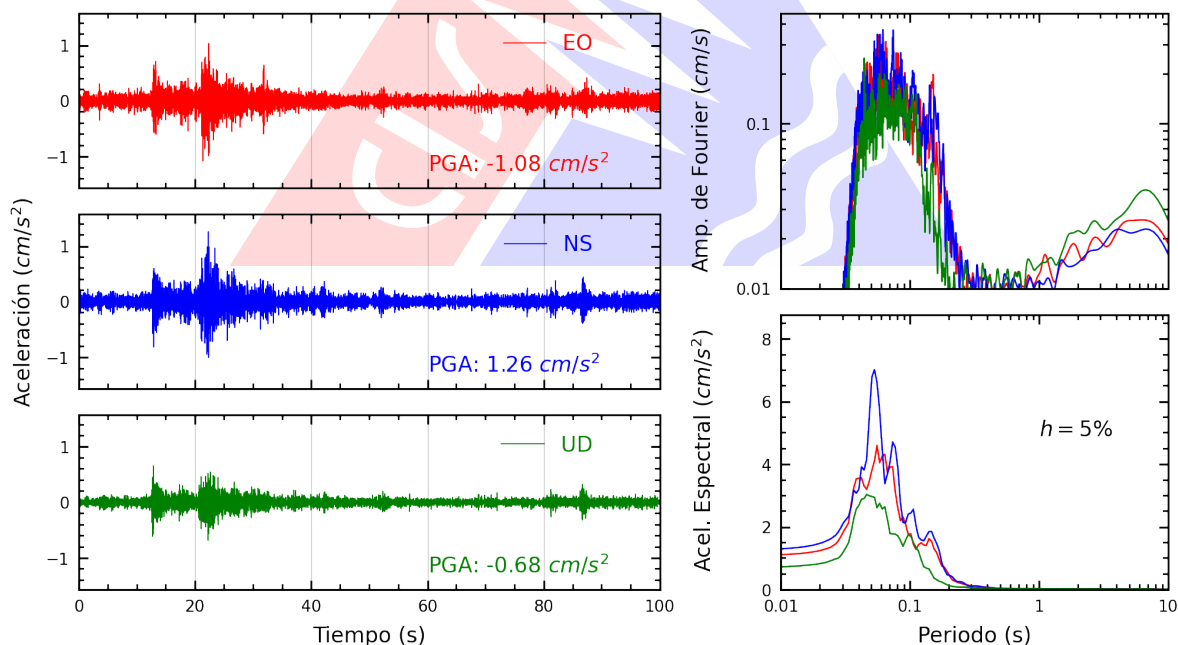 Aceleración (cm/s²)
1
0
−1
EO
PGA: -1.08 cm/s²
1
0
−1
NS
PGA: 1.26 cm/s²
1
0
−1
UD
PGA: -0.68 cm/s²
0 20 40 60 80 100
Tiempo (s)
Amp. de Fourier (cm/s)
0.1
0.01
CIS
Acel. Espectral (cm/s²)
8
6
4
2
0
h = 5%
0.01 0.1 1 10
Periodo (s)